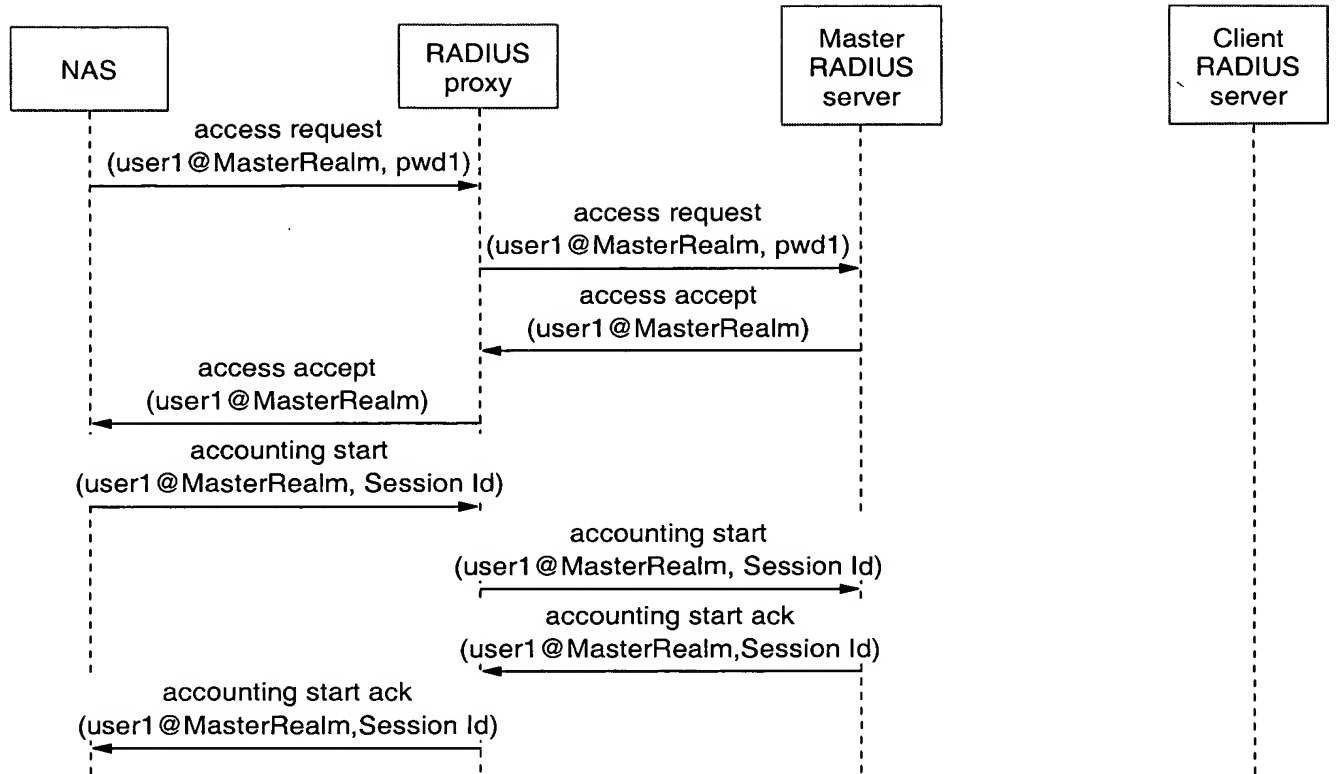 NAS
RADIUS
proxy
Master
RADIUS
server
Client
RADIUS
server
access request
(user1@MasterRealm, pwd1)
access request
(user1@MasterRealm, pwd1)
access accept
(user1@MasterRealm)
access accept
(user1@MasterRealm)
accounting start
(user1@MasterRealm, Session Id)
accounting start
(user1@MasterRealm, Session Id)
accounting start ack
(user1@MasterRealm,Session Id)
accounting start ack
(user1@MasterRealm,Session Id)